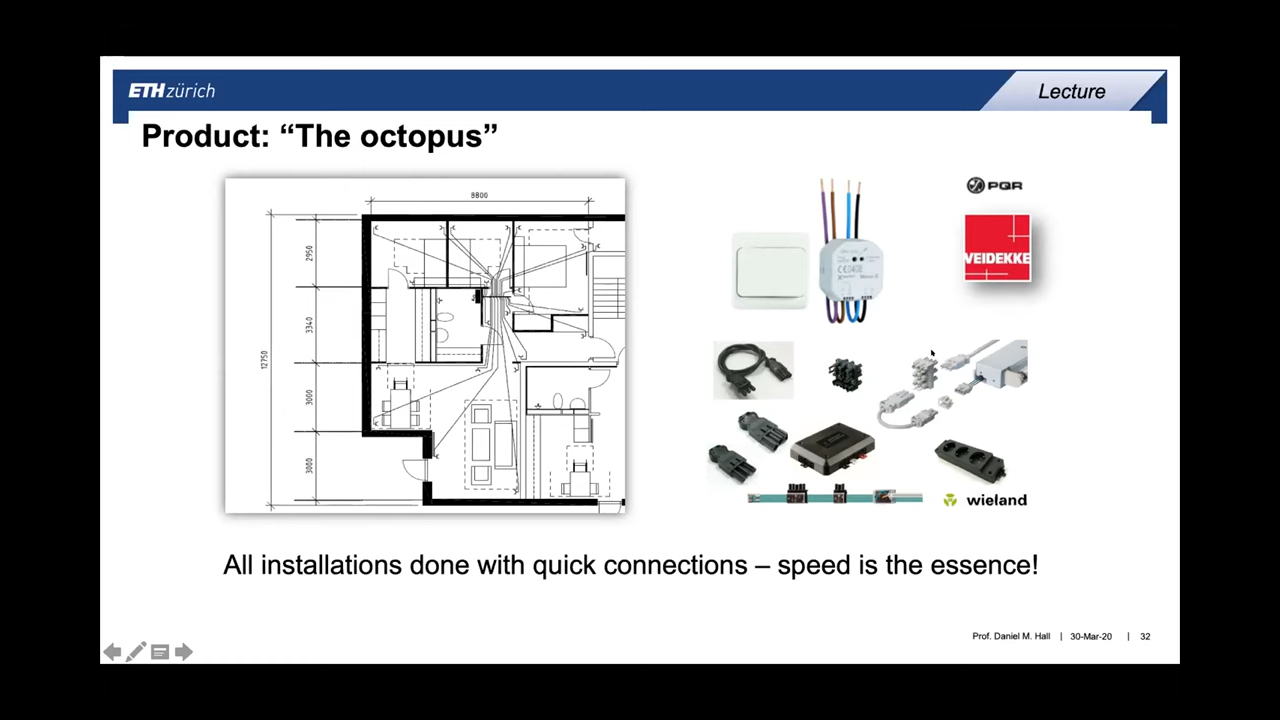 ETH zürich
Lecture
Product: “The octopus”
8800
2950
3340
12750
3000
3000
PQR
VEIDEKKE
wieland
All installations done with quick connections – speed is the essence!
Prof. Daniel M. Hall | 30-Mar-20 | 32